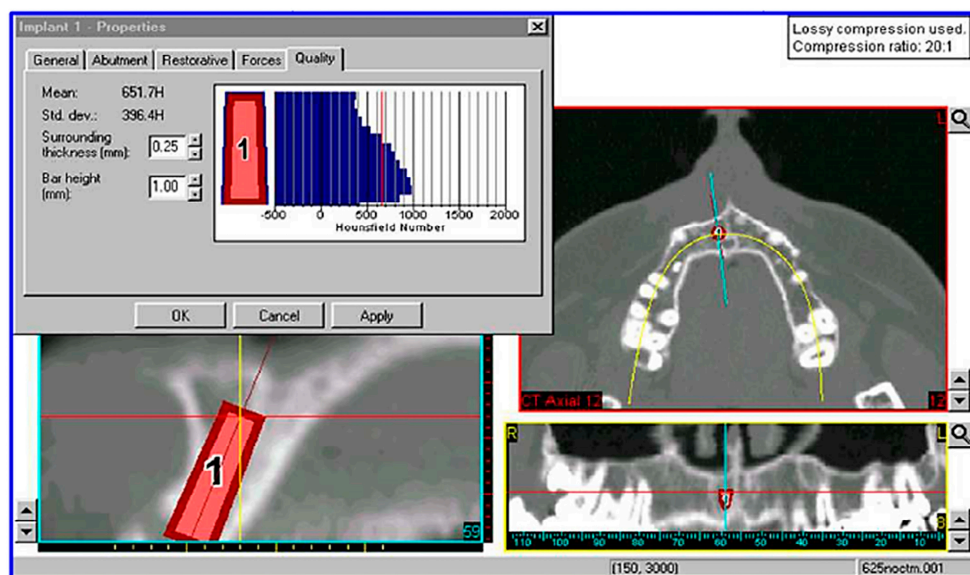 Implant 1 - Properties
Lossy compression used.
Compression ratio: 20:1
General Abutment Restorative Forces Quality
Mean: 651.7H
Std. dev.: 396.4H
Surrounding
thickness (mm): 0.25
Bar height
(mm): 1.00
1
-500 0 500 1000 1500 2000
Hounsfield Number
OK Cancel Apply
L
1
CT Axial 12 12
1
59
R L
1
8
110 100 90 80 70 60 50 40 30 20 10
(150, 3000) 625noctm.001